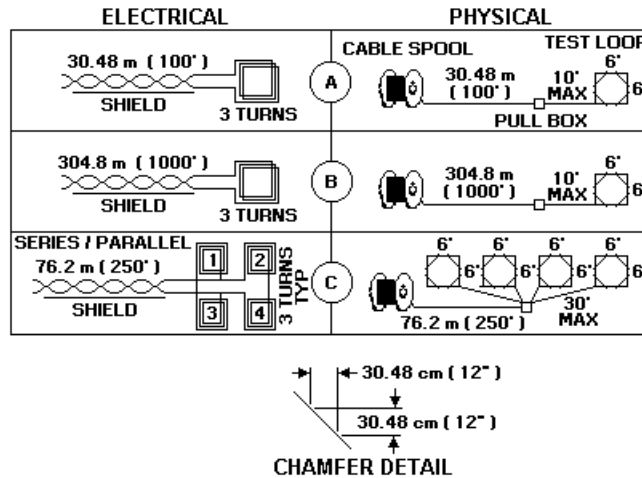 ELECTRICAL
PHYSICAL
30.48 m ( 100' )
SHIELD
3 TURNS
A
CABLE SPOOL
TEST LOOP
30.48 m
( 100' )
10'
MAX
6'
6
PULL BOX
304.8 m ( 1000' )
SHIELD
3 TURNS
B
304.8 m
( 1000' )
10'
MAX
6'
6
SERIES / PARALLEL
76.2 m ( 250' )
SHIELD
1
2
3
4
3 TURNS
TYP
C
6'
6'
6'
6'
6'
6'
6'
6
76.2 m ( 250' )
30'
MAX
30.48 cm ( 12" )
30.48 cm ( 12" )
CHAMFER DETAIL